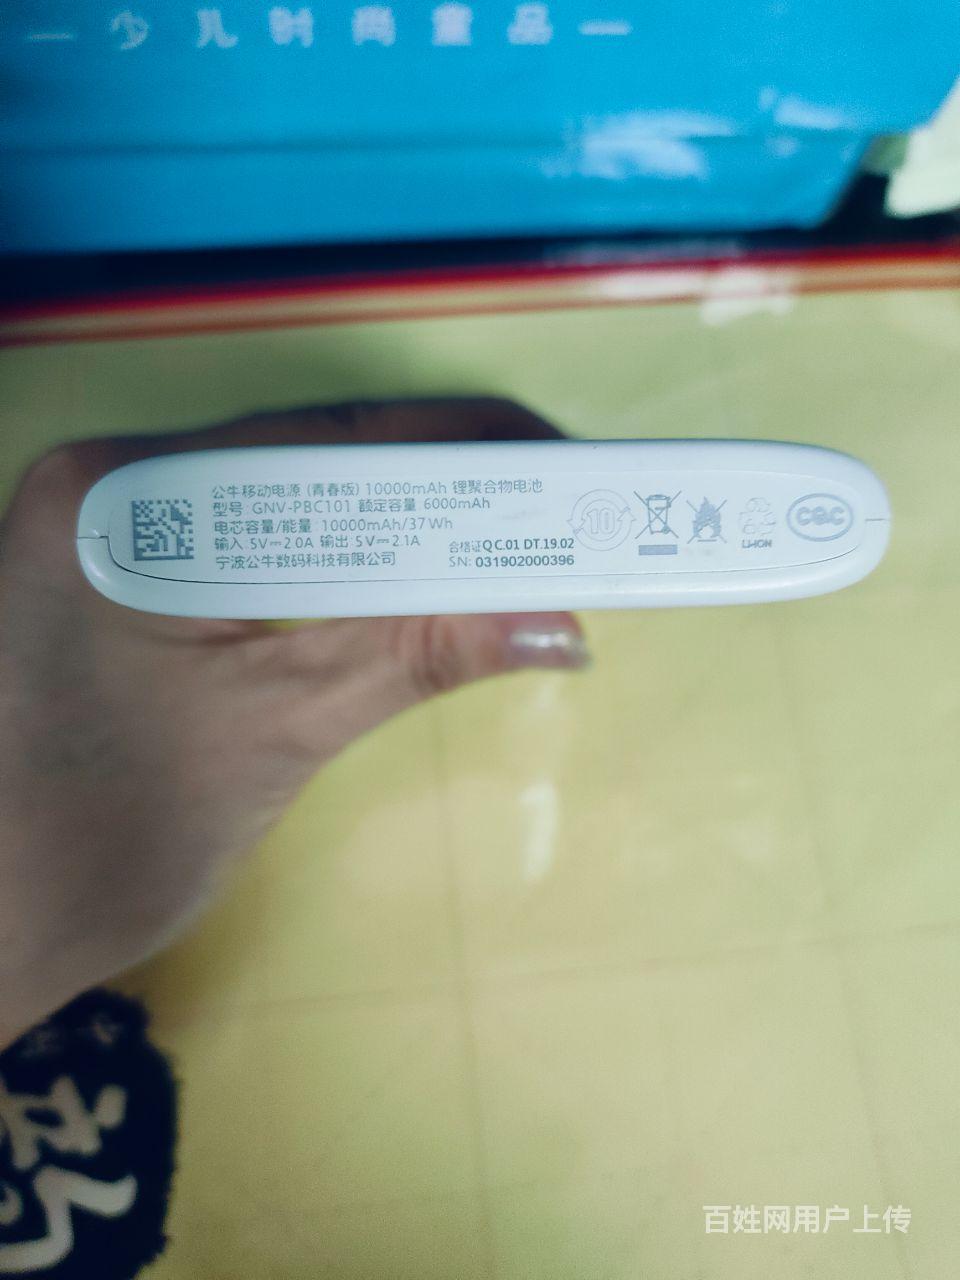 一 少儿时尚童品 一
公牛移动电源 (青春版) 10000mAh 锂聚合物电池
型号: GNV-PBC101 额定容量 6000mAh
电芯容量/能量: 10000mAh/37Wh
输入: 5V⎓2.0A 输出: 5V⎓2.1A
宁波公牛数码科技有限公司
合格证 QC.01 DT.19.02
SN: 031902000396
10
LI-ION
CQC
百姓网用户上传